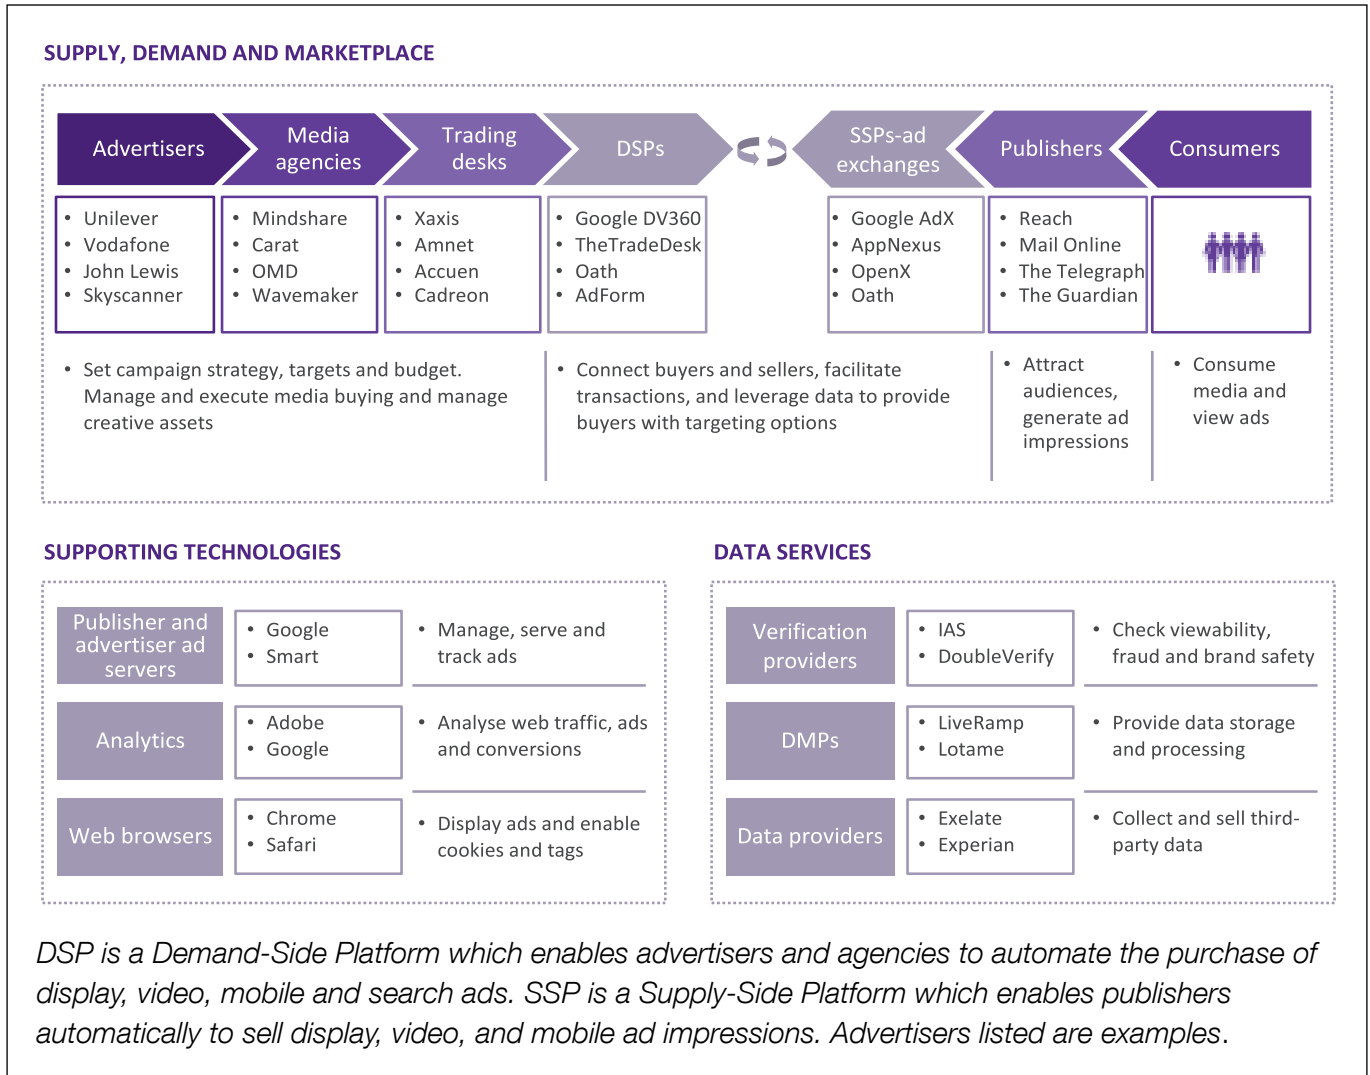 SUPPLY, DEMAND AND MARKETPLACE
Advertisers
Media
agencies
Trading
desks
DSPs
SSPs-ad
exchanges
Publishers
Consumers
• Unilever
• Vodafone
• John Lewis
• Skyscanner
• Mindshare
• Carat
• OMD
• Wavemaker
• Xaxis
• Amnet
• Accuen
• Cadreon
• Google DV360
• TheTradeDesk
• Oath
• AdForm
• Google AdX
• AppNexus
• OpenX
• Oath
• Reach
• Mail Online
• The Telegraph
• The Guardian
• Set campaign strategy, targets and budget.
Manage and execute media buying and manage
creative assets
• Connect buyers and sellers, facilitate
transactions, and leverage data to provide
buyers with targeting options
• Attract
audiences,
generate ad
impressions
• Consume
media and
view ads
SUPPORTING TECHNOLOGIES
Publisher and
advertiser ad
servers
• Google
• Smart
• Manage, serve and
track ads
Analytics
• Adobe
• Google
• Analyse web traffic, ads
and conversions
Web browsers
• Chrome
• Safari
• Display ads and enable
cookies and tags
DATA SERVICES
Verification
providers
• IAS
• DoubleVerify
• Check viewability,
fraud and brand safety
DMPs
• LiveRamp
• Lotame
• Provide data storage
and processing
Data providers
• Exelate
• Experian
• Collect and sell third-
party data
DSP is a Demand-Side Platform which enables advertisers and agencies to automate the purchase of
display, video, mobile and search ads. SSP is a Supply-Side Platform which enables publishers
automatically to sell display, video, and mobile ad impressions. Advertisers listed are examples.